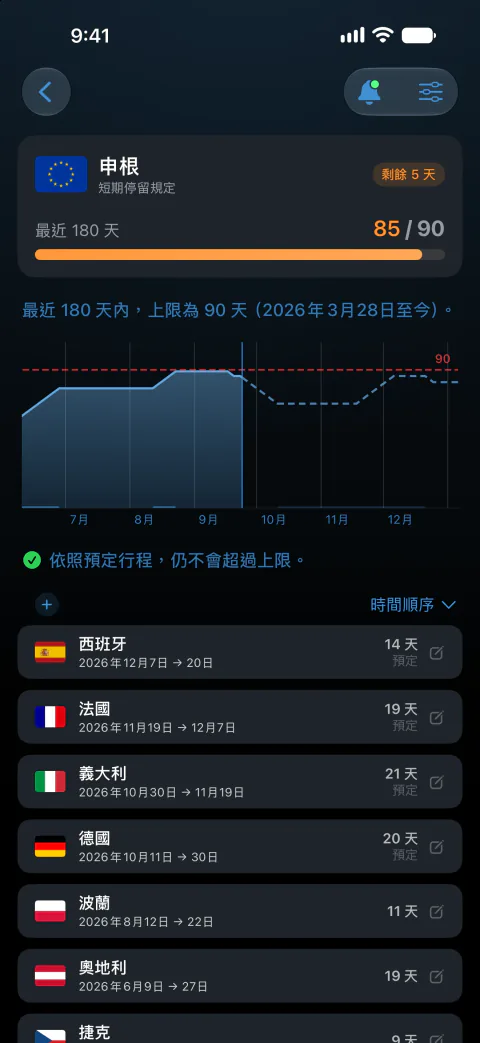 9:41
申根
短期停留規定
剩餘 5 天
最近 180 天
85 / 90
最近 180 天內，上限為 90 天（2026年3月28日至今）。
90
7月
8月
9月
10月
11月
12月
依照預定行程，仍不會超過上限。
時間順序
西班牙
14 天
2026年12月7日 → 20日
預定
法國
19 天
2026年11月19日 → 12月7日
預定
義大利
21 天
2026年10月30日 → 11月19日
預定
德國
20 天
2026年10月11日 → 30日
預定
波蘭
11 天
2026年8月12日 → 22日
奧地利
19 天
2026年6月9日 → 27日
捷克
9 天